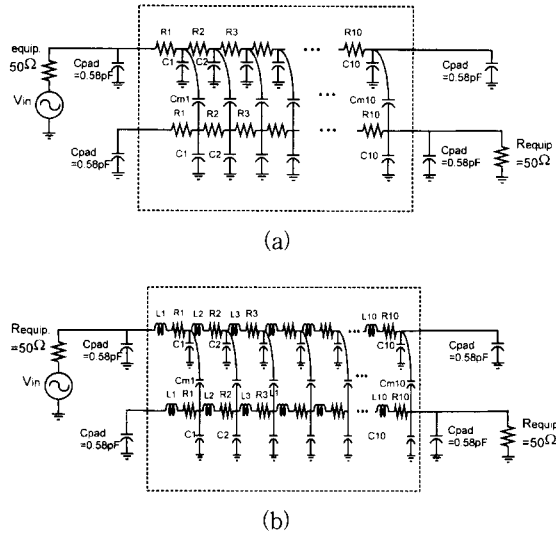 R1 R2 R3 R10
equip.
50Ω
Cpad
=0.58pF
C1 C2 C10
Cpad
=0.58pF
Vin
Cm1 ... Cm10
R1 R2 R3 R10
Cpad
=0.58pF
C1 C2 C10
Cpad
=0.58pF
Requip.
=50Ω
(a)
L1 R1 L2 R2 L3 R3 L10 R10
Requip.
=50Ω
Cpad
=0.58pF
C1 C2 C10
Cpad
=0.58pF
Vin
Cm1 ... Cm10
L1 R1 L2 R2 L3 R3 L1 L10 R10
Cpad
=0.58pF
C1 C2 C10
Cpad
=0.58pF
Requip
=50Ω
(b)